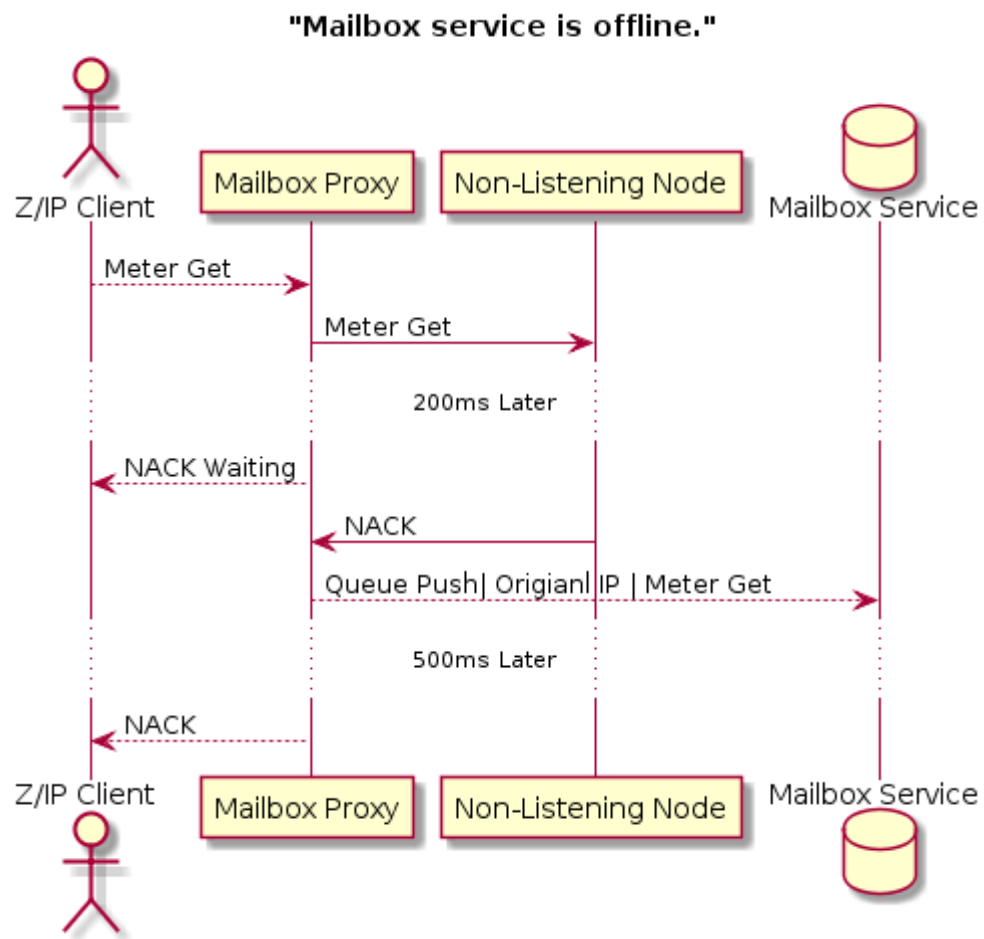 "Mailbox service is offline."
Z/IP Client
Mailbox Proxy
Non-Listening Node
Mailbox Service
Meter Get
Meter Get
200ms Later
NACK Waiting
NACK
Queue Push| Origianl IP | Meter Get
500ms Later
NACK
Z/IP Client
Mailbox Proxy
Non-Listening Node
Mailbox Service